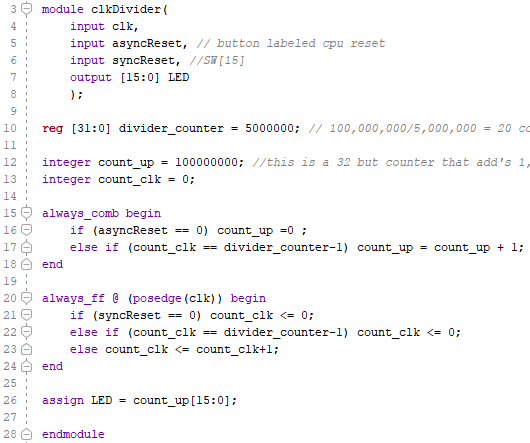 3 module clkDivider(
4 input clk,
5 input asyncReset, // button labeled cpu reset
6 input syncReset, //SW[15]
7 output [15:0] LED
8 );
9
10 reg [31:0] divider_counter = 5000000; // 100,000,000/5,000,000 = 20 co
11
12 integer count_up = 100000000; //this is a 32 but counter that add's 1,
13 integer count_clk = 0;
14
15 always_comb begin
16 if (asyncReset == 0) count_up =0 ;
17 else if (count_clk == divider_counter-1) count_up = count_up + 1;
18 end
19
20 always_ff @ (posedge(clk)) begin
21 if (syncReset == 0) count_clk <= 0;
22 else if (count_clk == divider_counter-1) count_clk <= 0;
23 else count_clk <= count_clk+1;
24 end
25
26 assign LED = count_up[15:0];
27
28 endmodule